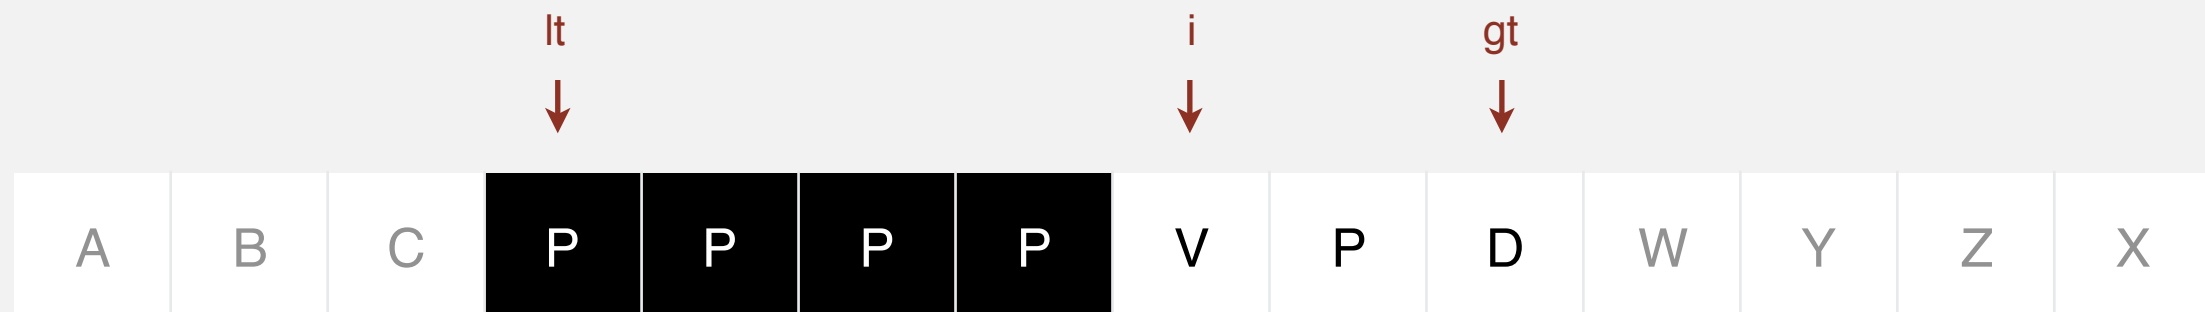 lt i gt
A B C P P P P V P D W Y Z X